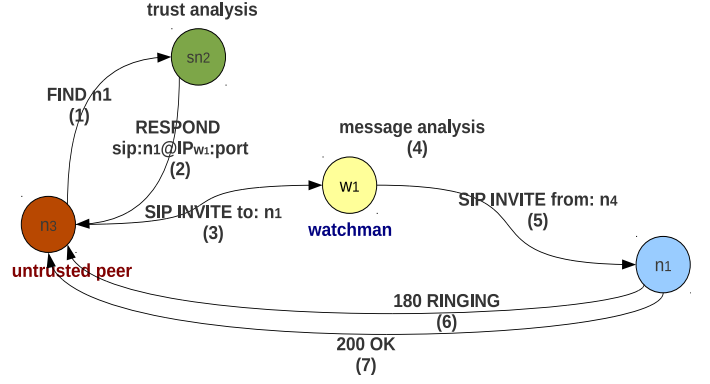 trust analysis
sn2
FIND n1
(1)
RESPOND
sip:n1@IPW1:port
(2)
message analysis
(4)
w1
SIP INVITE to: n1
(3)
watchman
SIP INVITE from: n4
(5)
n3
untrusted peer
n1
180 RINGING
(6)
200 OK
(7)